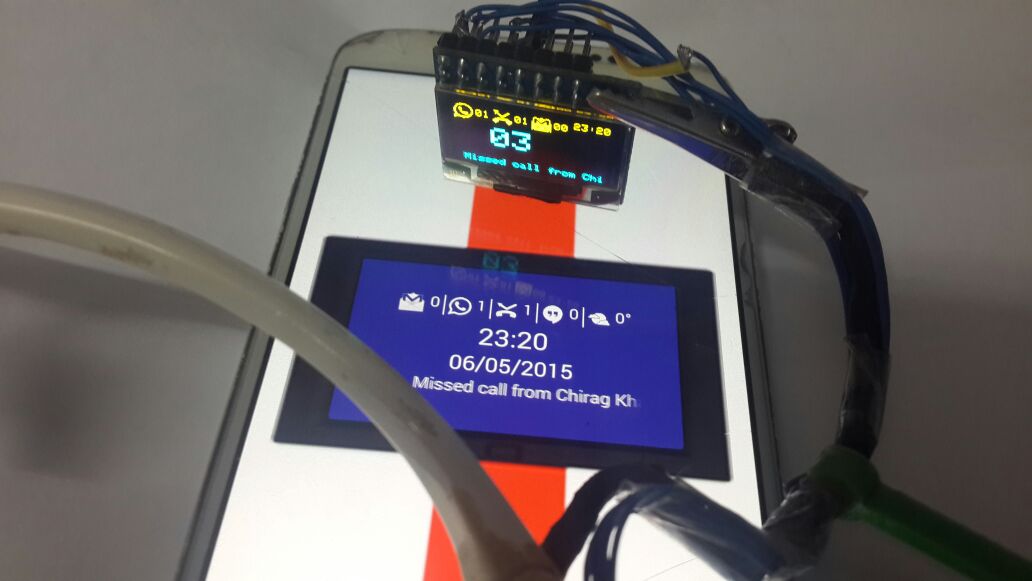 01 01 00 23:20
03
Missed call from Chi
0| 1| 1| 0| 0°
23:20
06/05/2015
Missed call from Chirag Kh